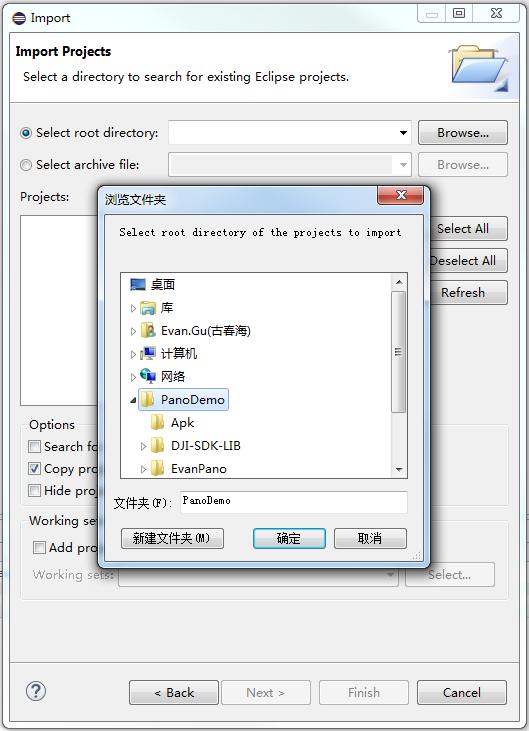 Import
Import Projects
Select a directory to search for existing Eclipse projects.
Select root directory:
Browse...
Select archive file:
Browse...
Projects:
Select All
Deselect All
Refresh
浏览文件夹
Select root directory of the projects to import
桌面
库
Evan.Gu(古春海)
计算机
网络
PanoDemo
Apk
DJI-SDK-LIB
EvanPano
文件夹(F):
PanoDemo
新建文件夹(M)
确定
取消
Options
Search fo
Copy pro
Hide proj
Working set
Add proj
Working sets:
Select...
?
< Back
Next >
Finish
Cancel